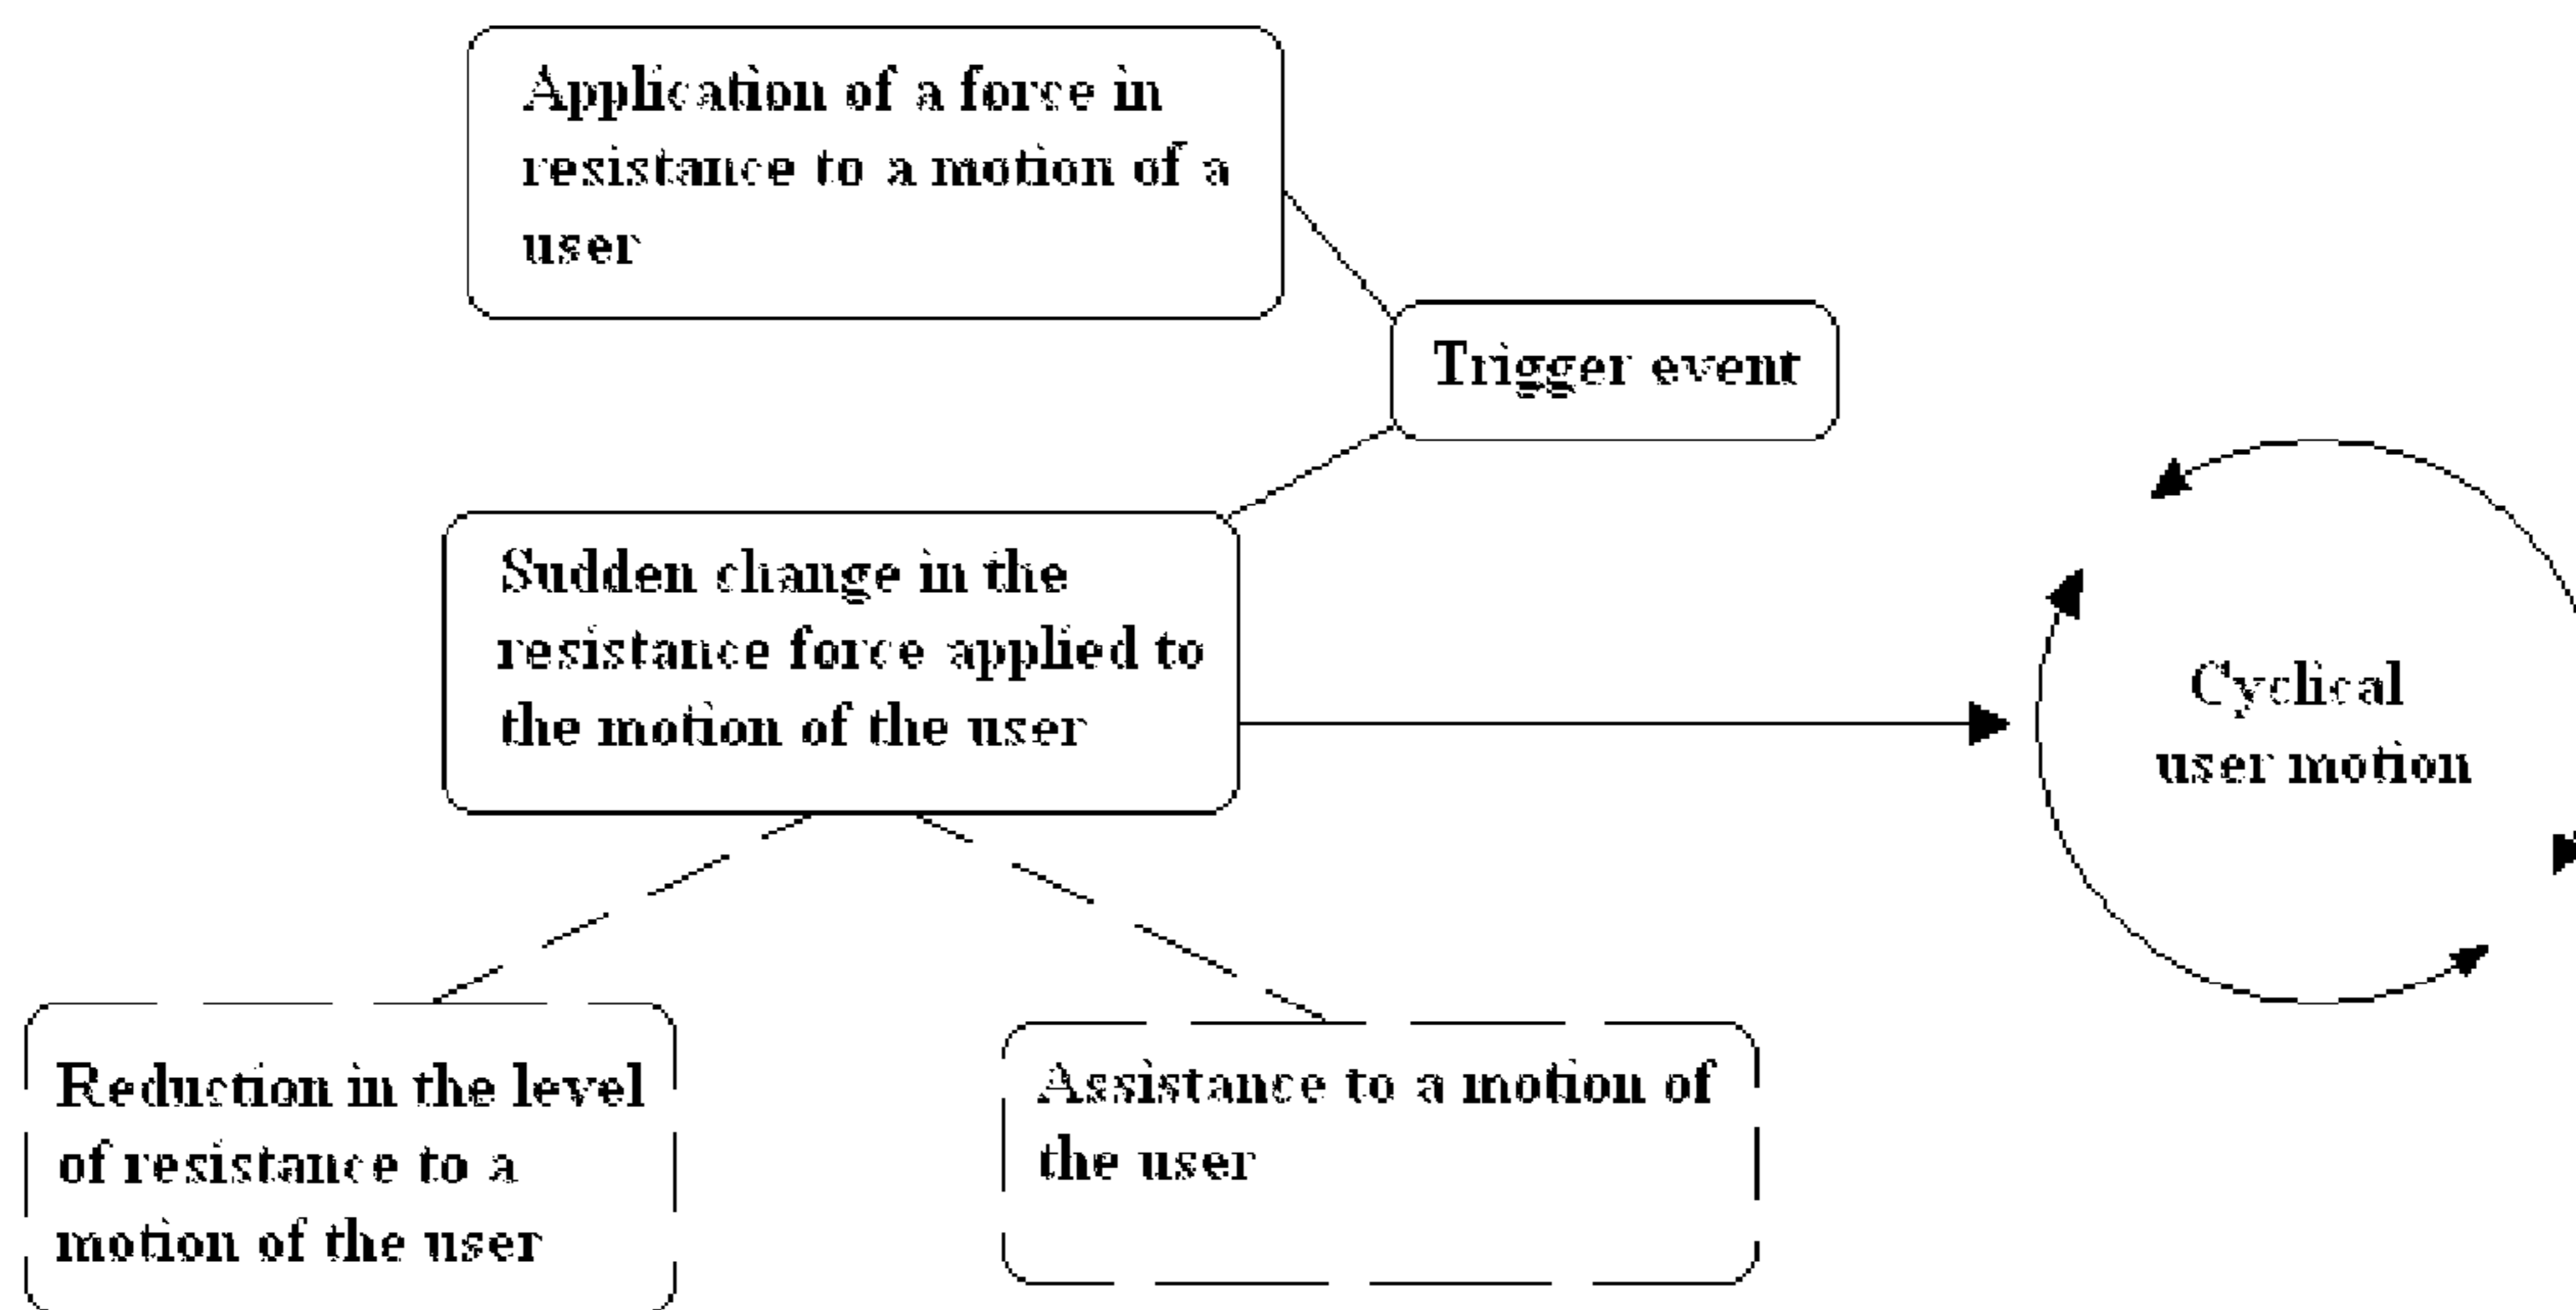 Application of a force in
resistance to a motion of a
user
Trigger event
Sudden change in the
resistance force applied to
the motion of the user
Cyclical
user motion
Reduction in the level
of resistance to a
motion of the user
Assistance to a motion of
the user